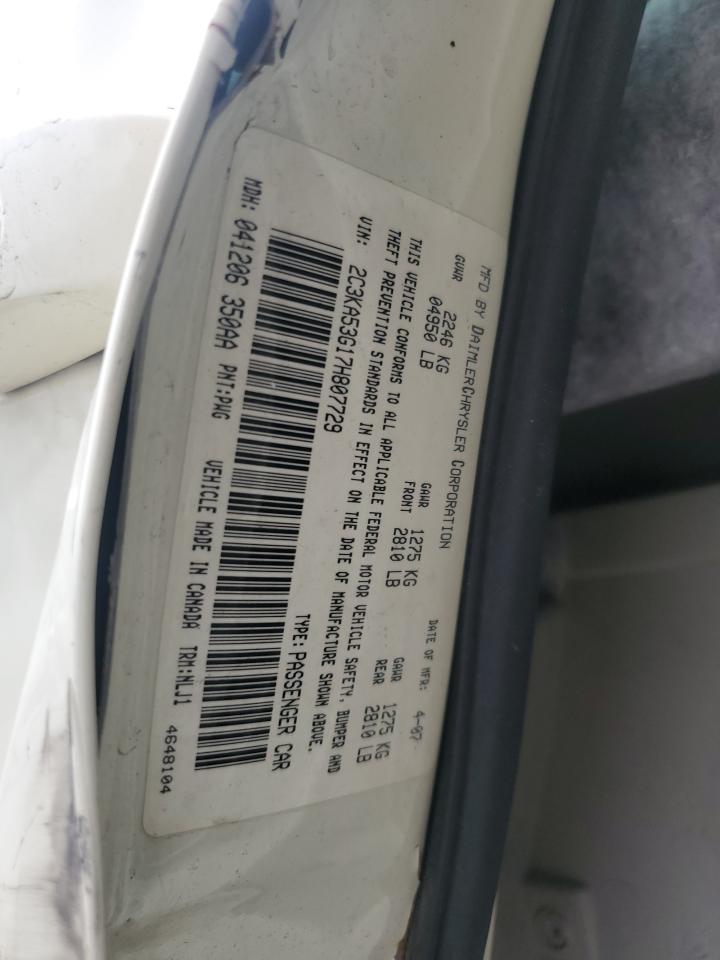 MFD BY DAIMLERCHRYSLER CORPORATION
DATE OF MFR: 4-07
GVWR 2246 KG 04950 LB
GAWR FRONT 1275 KG 2810 LB
GAWR REAR 1275 KG 2810 LB
THIS VEHICLE CONFORMS TO ALL APPLICABLE FEDERAL MOTOR VEHICLE SAFETY, BUMPER AND
THEFT PREVENTION STANDARDS IN EFFECT ON THE DATE OF MANUFACTURE SHOWN ABOVE.
VIN: 2C3KA53G17H807729
TYPE: PASSENGER CAR
MDH: 041206 350AA PNT:PWG VEHICLE MADE IN CANADA TRM:NLJ1 4648104